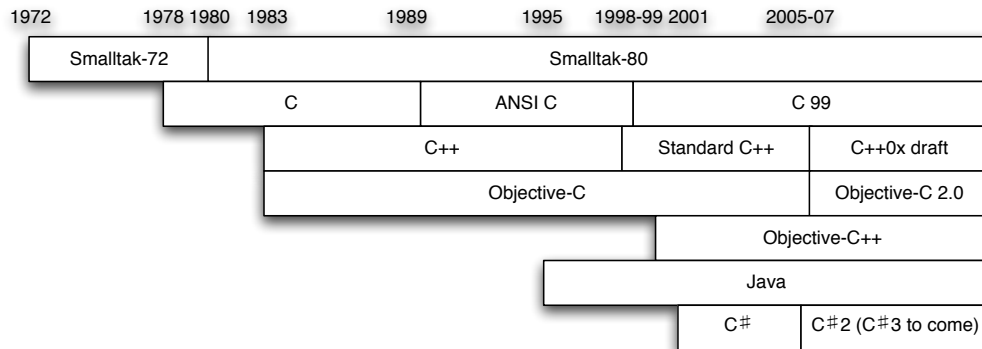 1972 1978 1980 1983 1989 1995 1998-99 2001 2005-07
Smalltak-72 Smalltak-80
C ANSI C C 99
C++ Standard C++ C++0x draft
Objective-C Objective-C 2.0
Objective-C++
Java
C♯ C♯2 (C♯3 to come)